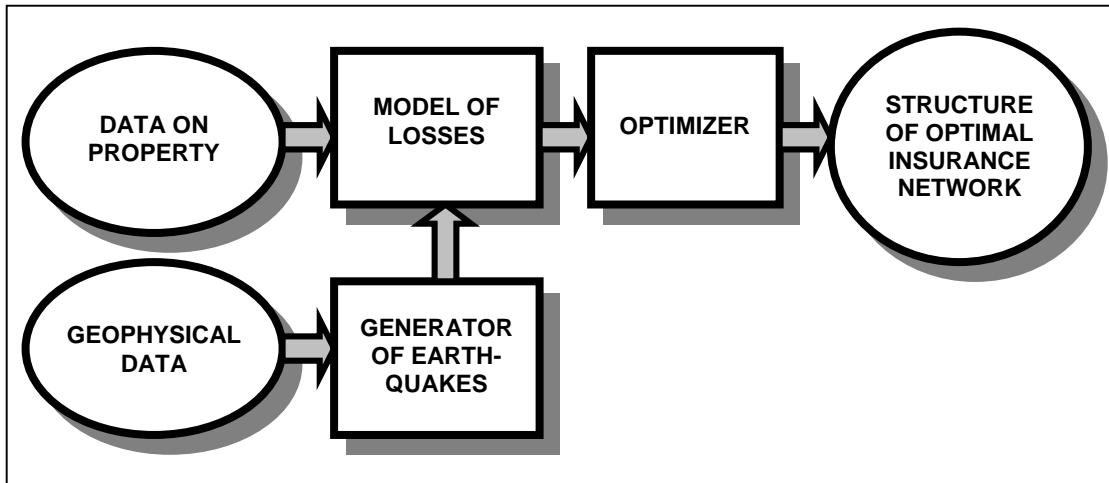 DATA ON
PROPERTY
MODEL OF
LOSSES
OPTIMIZER
STRUCTURE
OF OPTIMAL
INSURANCE
NETWORK
GEOPHYSICAL
DATA
GENERATOR
OF EARTH-
QUAKES